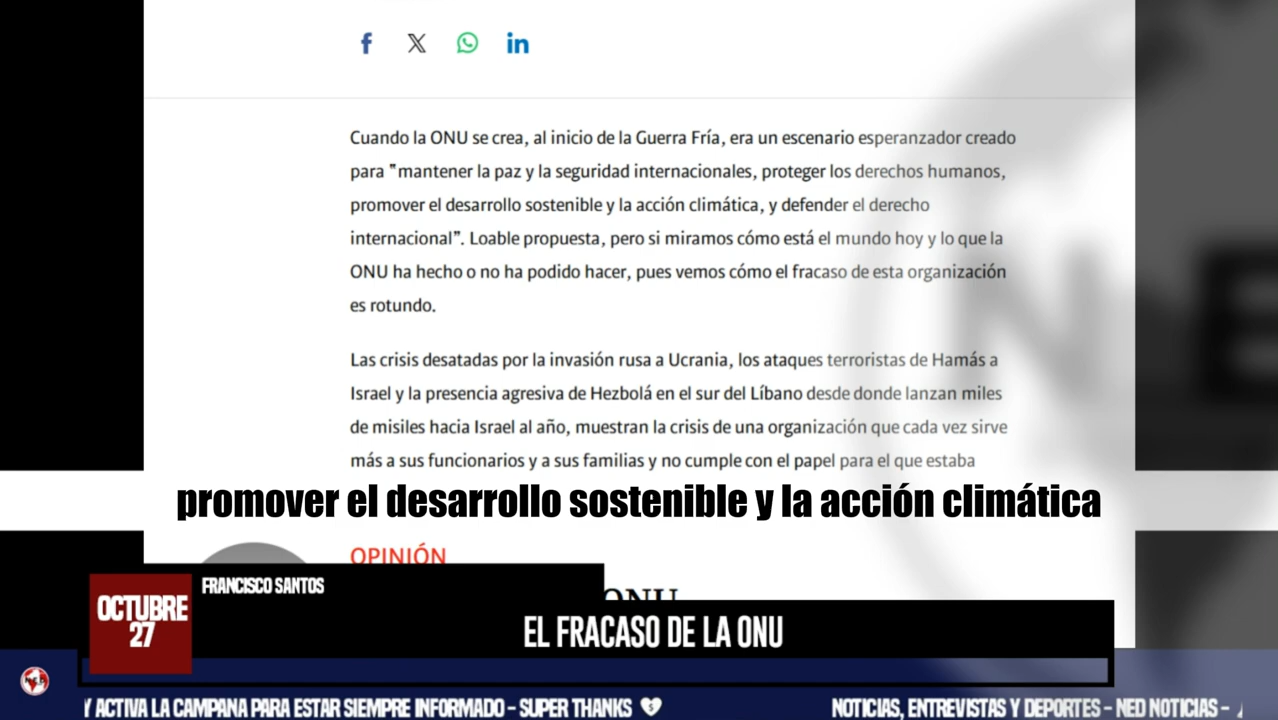 Cuando la ONU se crea, al inicio de la Guerra Fría, era un escenario esperanzador creado
para "mantener la paz y la seguridad internacionales, proteger los derechos humanos,
promover el desarrollo sostenible y la acción climática, y defender el derecho
internacional”. Loable propuesta, pero si miramos cómo está el mundo hoy y lo que la
ONU ha hecho o no ha podido hacer, pues vemos cómo el fracaso de esta organización
es rotundo.
Las crisis desatadas por la invasión rusa a Ucrania, los ataques terroristas de Hamás a
Israel y la presencia agresiva de Hezbolá en el sur del Líbano desde donde lanzan miles
de misiles hacia Israel al año, muestran la crisis de una organización que cada vez sirve
más a sus funcionarios y a sus familias y no cumple con el papel para el que estaba
promover el desarrollo sostenible y la acción climática
OPINIÓN
ONU
FRANCISCO SANTOS
OCTUBRE
27
EL FRACASO DE LA ONU
Y ACTIVA LA CAMPANA PARA ESTAR SIEMPRE INFORMADO - SUPER THANKS
NOTICIAS, ENTREVISTAS Y DEPORTES - NED NOTICIAS -